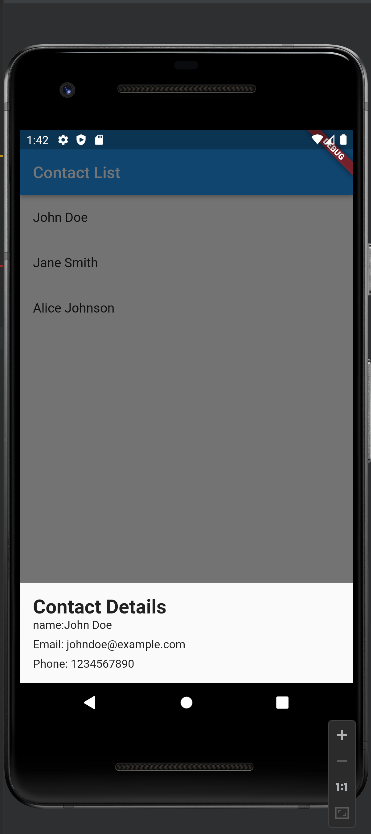 1:42
DEBUG
Contact List
John Doe
Jane Smith
Alice Johnson
Contact Details
name:John Doe
Email: johndoe@example.com
Phone: 1234567890
1:1